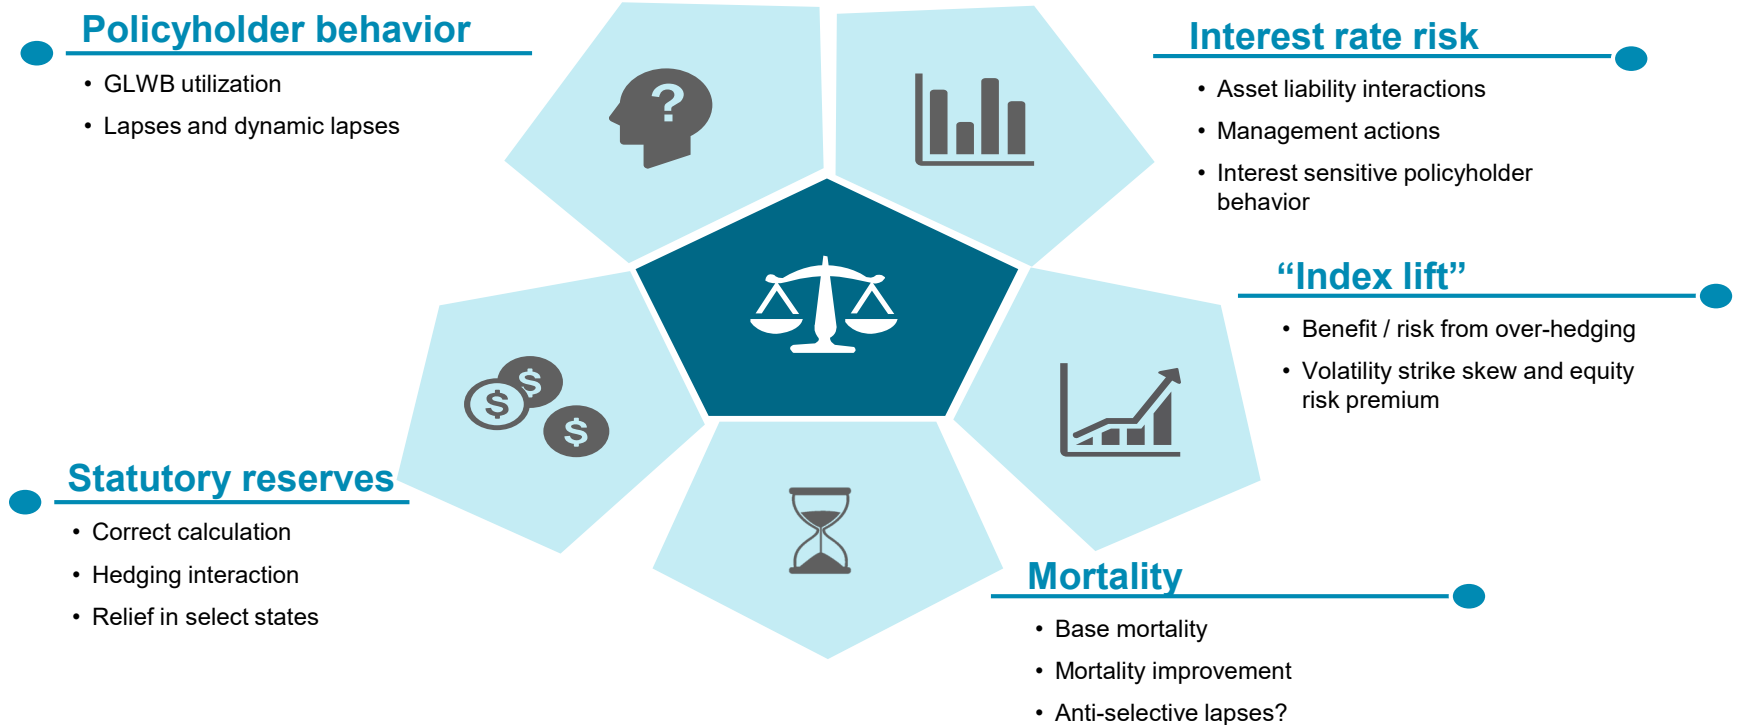 Policyholder behavior
• GLWB utilization
• Lapses and dynamic lapses
?
Interest rate risk
• Asset liability interactions
• Management actions
• Interest sensitive policyholder
behavior
“Index lift”
• Benefit / risk from over-hedging
• Volatility strike skew and equity
risk premium
$
$
$
Statutory reserves
• Correct calculation
• Hedging interaction
• Relief in select states
Mortality
• Base mortality
• Mortality improvement
• Anti-selective lapses?